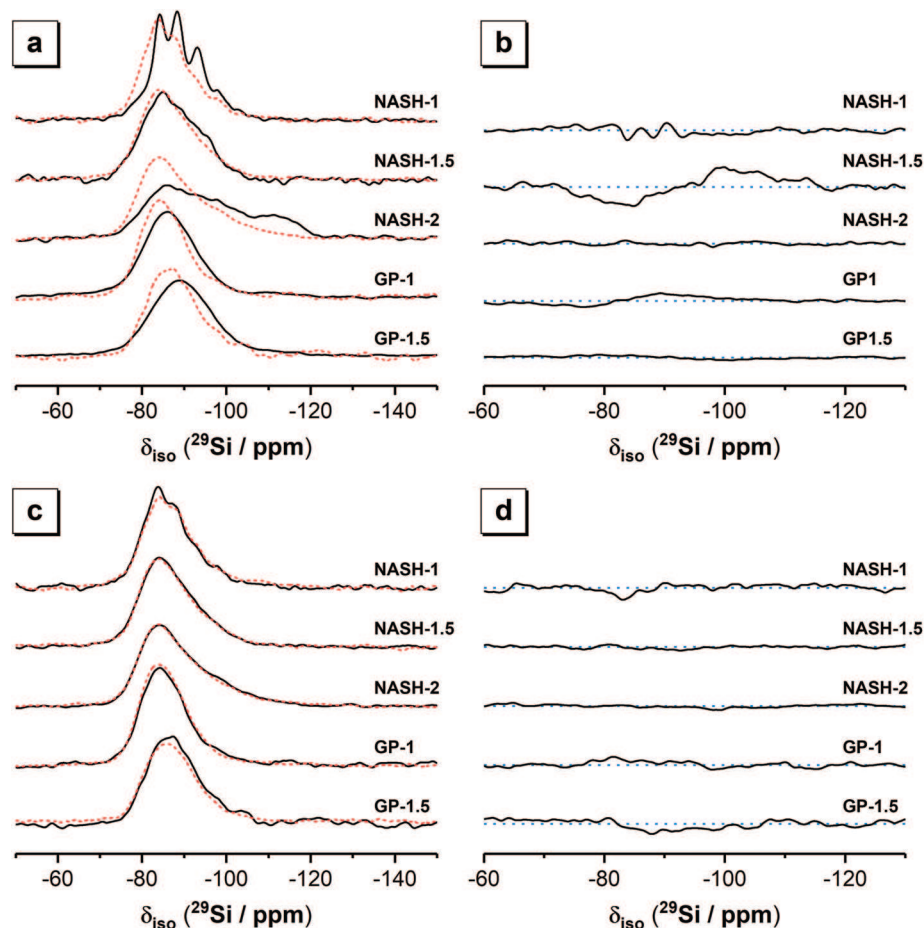 a
NASH-1
NASH-1.5
NASH-2
GP-1
GP-1.5
-60 -80 -100 -120 -140
δiso (²⁹Si / ppm)
b
NASH-1
NASH-1.5
NASH-2
GP1
GP1.5
-60 -80 -100 -120
δiso (²⁹Si / ppm)
c
NASH-1
NASH-1.5
NASH-2
GP-1
GP-1.5
-60 -80 -100 -120 -140
δiso (²⁹Si / ppm)
d
NASH-1
NASH-1.5
NASH-2
GP-1
GP-1.5
-60 -80 -100 -120
δiso (²⁹Si / ppm)